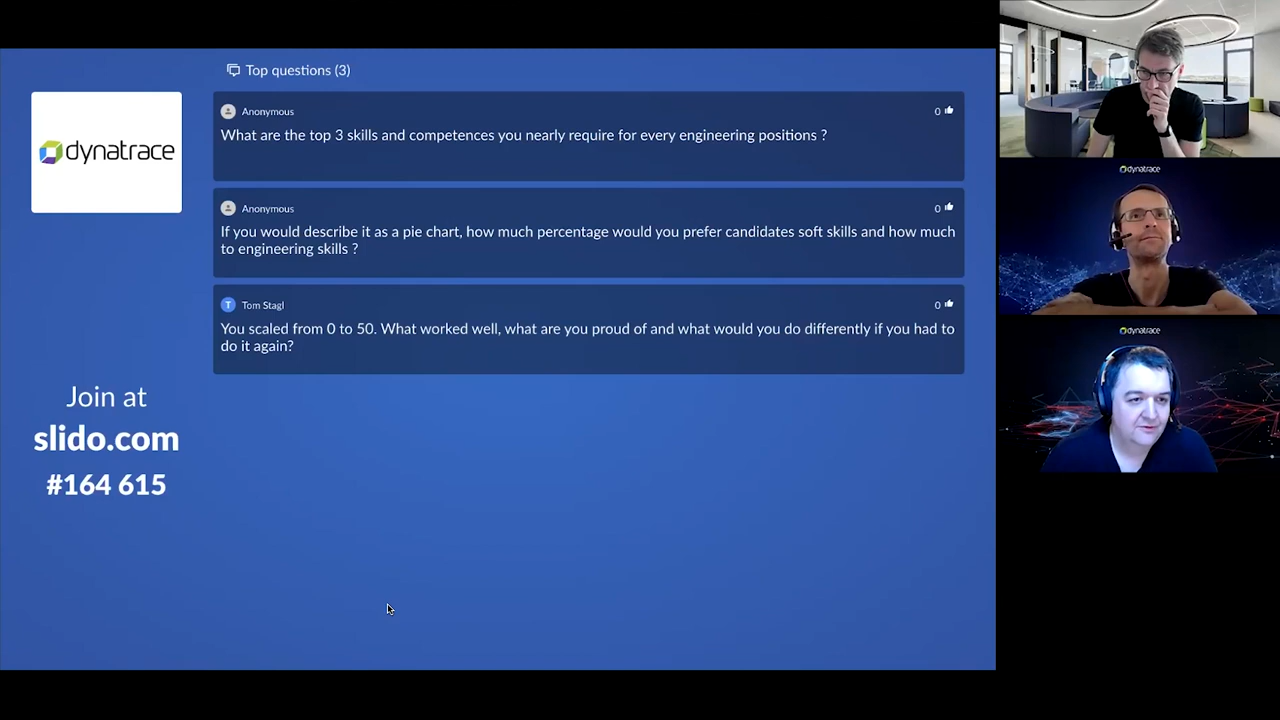 Top questions (3)
dynatrace
Anonymous
0
What are the top 3 skills and competences you nearly require for every engineering positions ?
Anonymous
0
If you would describe it as a pie chart, how much percentage would you prefer candidates soft skills and how much
to engineering skills ?
T Tom Stagl
0
You scaled from 0 to 50. What worked well, what are you proud of and what would you do differently if you had to
do it again?
Join at
slido.com
#164 615
dynatrace
dynatrace